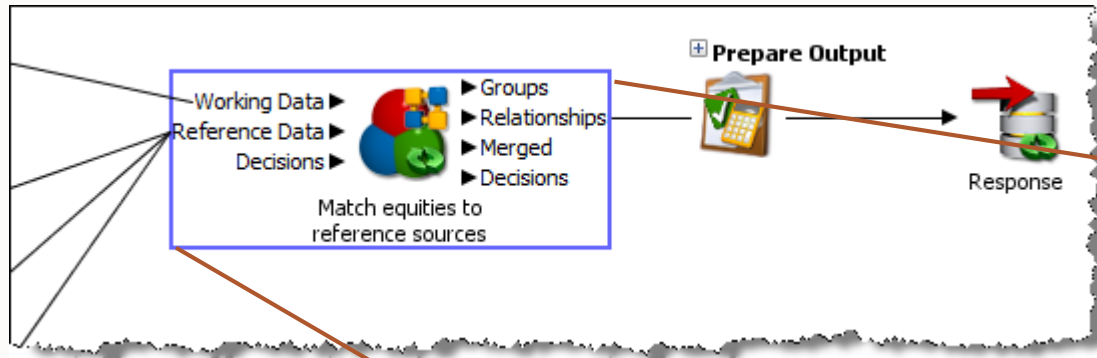 Prepare Output
Working Data
Reference Data
Decisions
Groups
Relationships
Merged
Decisions
Match equities to
reference sources
Response